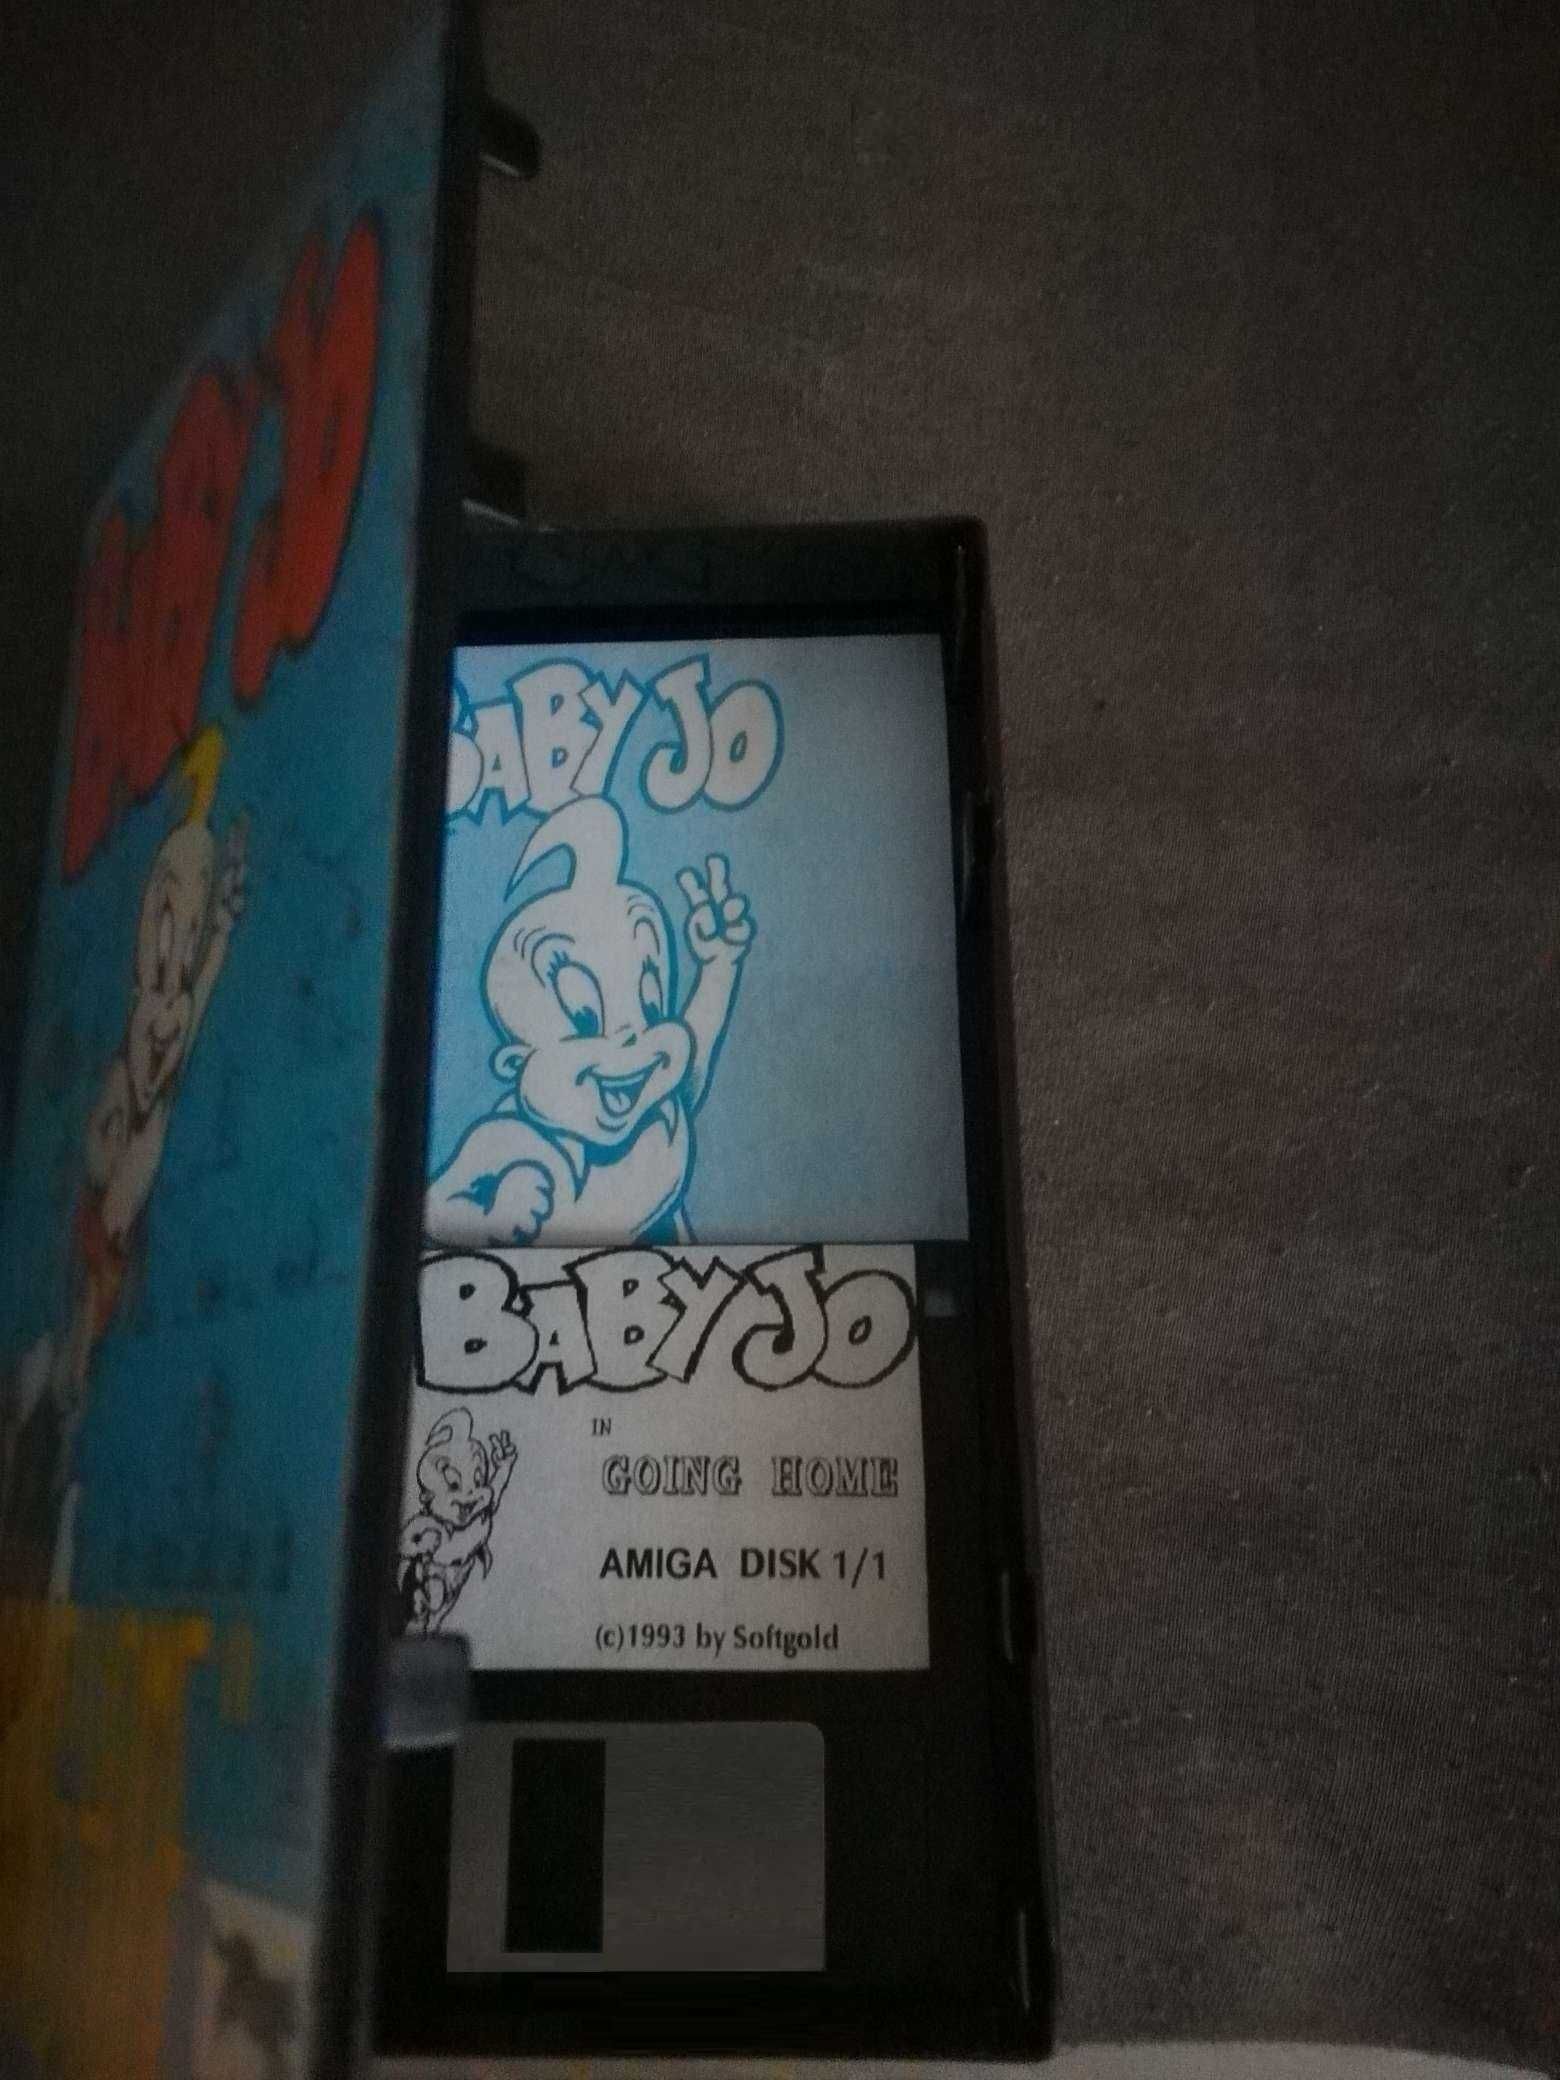 BABY JO
BABY JO
IN
GOING HOME
AMIGA DISK 1/1
(c)1993 by Softgold